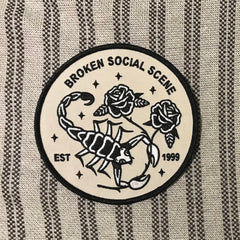 BROKEN SOCIAL SCENE
EST 1999